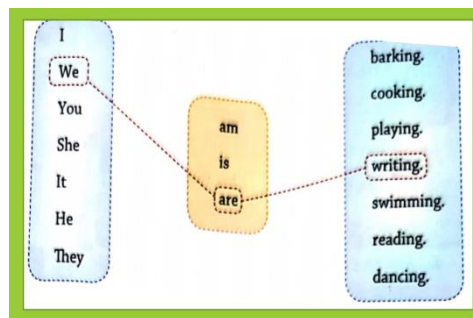 I
We
You
She
It
He
They
am
is
are
barking.
cooking.
playing.
writing.
swimming.
reading.
dancing.